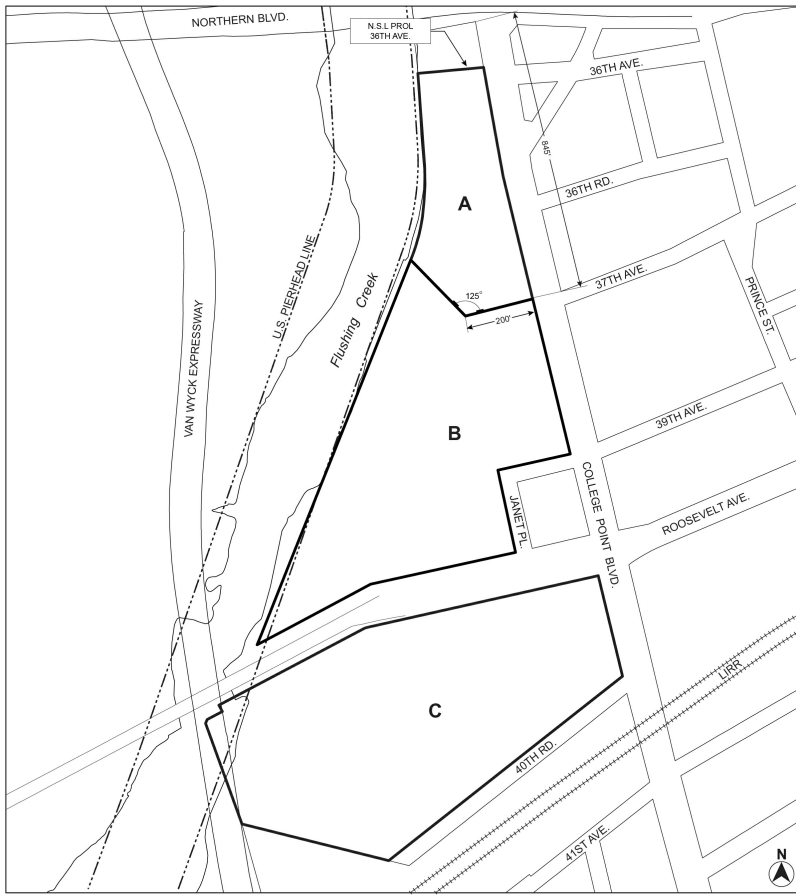 NORTHERN BLVD.
N.S.L PROL
36TH AVE.
36TH AVE.
845'
36TH RD.
A
U.S. PIERHEAD LINE
Flushing Creek
37TH AVE.
125°
200'
PRINCE ST.
VAN WYCK EXPRESSWAY
39TH AVE.
B
COLLEGE POINT BLVD.
JANET PL.
ROOSEVELT AVE.
LIRR
C
40TH RD.
41ST AVE.
N